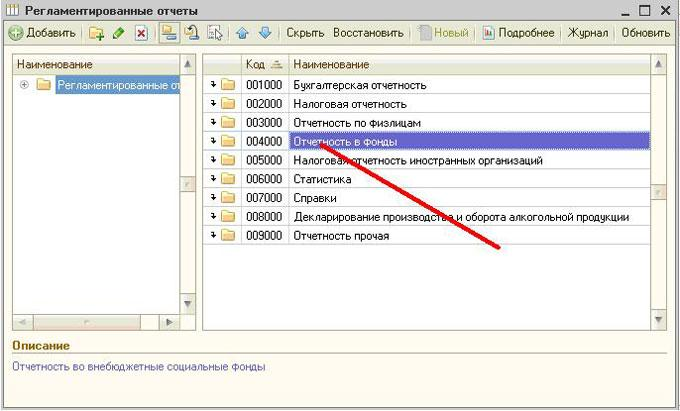 Регламентированные отчеты
Добавить Скрыть Восстановить Новый Подробнее Журнал Обновить
Наименование
Регламентированные от
Код Наименование
001000 Бухгалтерская отчетность
002000 Налоговая отчетность
003000 Отчетность по физлицам
004000 Отчетность в фонды
005000 Налоговая отчетность иностранных организаций
006000 Статистика
007000 Справки
008000 Декларирование производства и оборота алкогольной продукции
009000 Отчетность прочая
Описание
Отчетность во внебюджетные социальные фонды